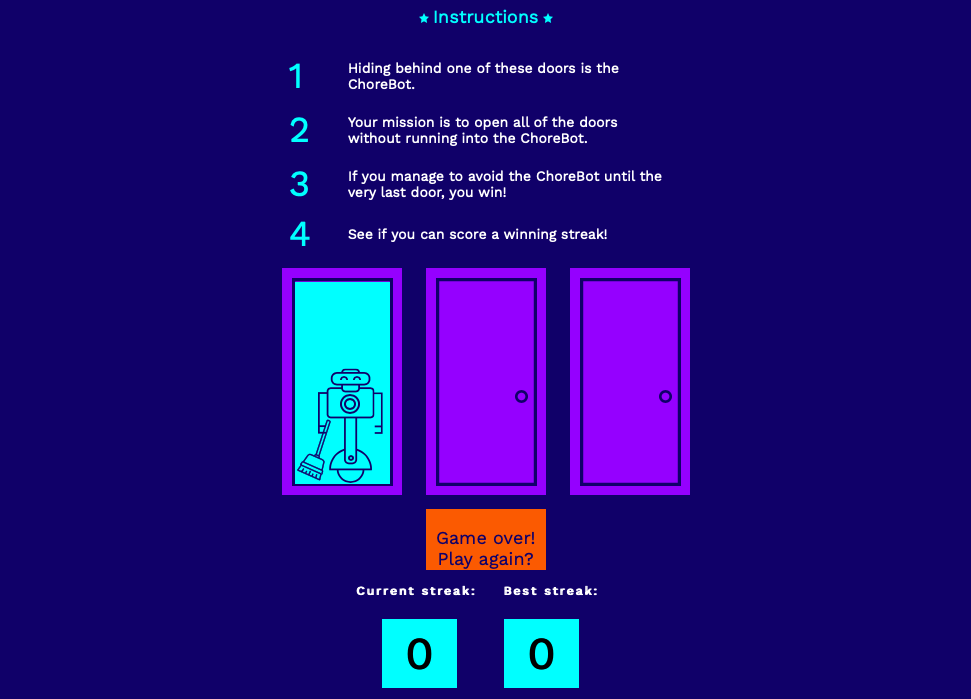 Instructions
1
Hiding behind one of these doors is the
ChoreBot.
2
Your mission is to open all of the doors
without running into the ChoreBot.
3
If you manage to avoid the ChoreBot until the
very last door, you win!
4
See if you can score a winning streak!
Game over!
Play again?
Current streak:
Best streak:
0
0